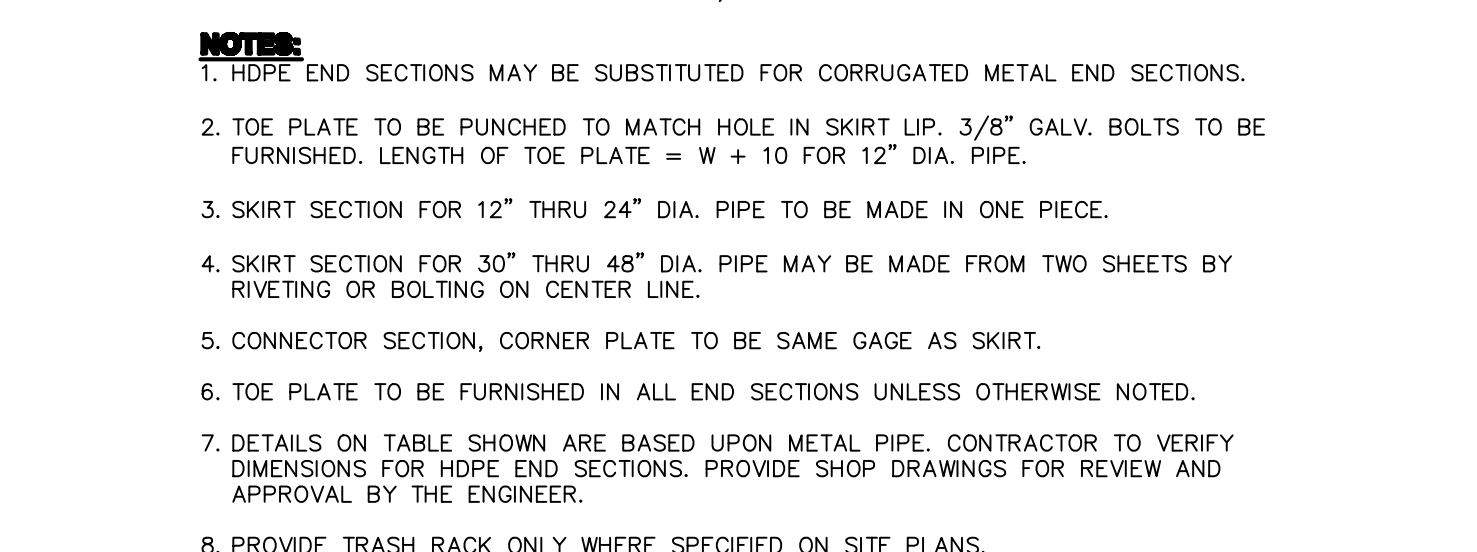 NOTES:
1. HDPE END SECTIONS MAY BE SUBSTITUTED FOR CORRUGATED METAL END SECTIONS.
2. TOE PLATE TO BE PUNCHED TO MATCH HOLE IN SKIRT LIP. 3/8” GALV. BOLTS TO BE
FURNISHED. LENGTH OF TOE PLATE = W + 10 FOR 12” DIA. PIPE.
3. SKIRT SECTION FOR 12” THRU 24” DIA. PIPE TO BE MADE IN ONE PIECE.
4. SKIRT SECTION FOR 30” THRU 48” DIA. PIPE MAY BE MADE FROM TWO SHEETS BY
RIVETING OR BOLTING ON CENTER LINE.
5. CONNECTOR SECTION, CORNER PLATE TO BE SAME GAGE AS SKIRT.
6. TOE PLATE TO BE FURNISHED IN ALL END SECTIONS UNLESS OTHERWISE NOTED.
7. DETAILS ON TABLE SHOWN ARE BASED UPON METAL PIPE. CONTRACTOR TO VERIFY
DIMENSIONS FOR HDPE END SECTIONS. PROVIDE SHOP DRAWINGS FOR REVIEW AND
APPROVAL BY THE ENGINEER.
8. PROVIDE TRASH RACK ONLY WHERE SPECIFIED ON SITE PLANS.